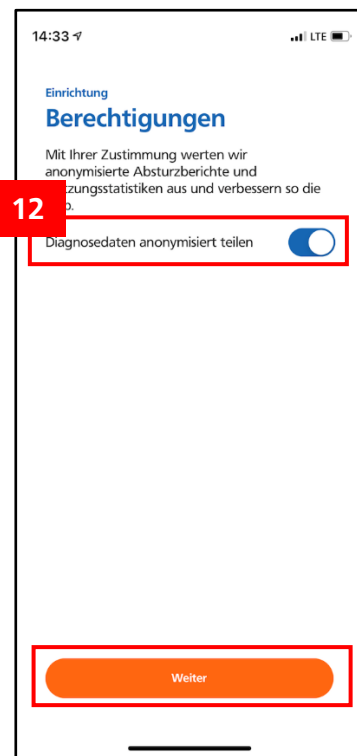 14:33 LTE
Einrichtung
Berechtigungen
Mit Ihrer Zustimmung werten wir
anonymisierte Absturzberichte und
tzungsstatistiken aus und verbessern so die
12
Diagnosedaten anonymisiert teilen
Weiter